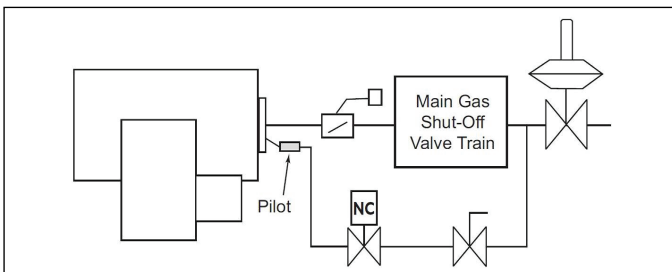 Main Gas
Shut-Off
Valve Train
Pilot
NC